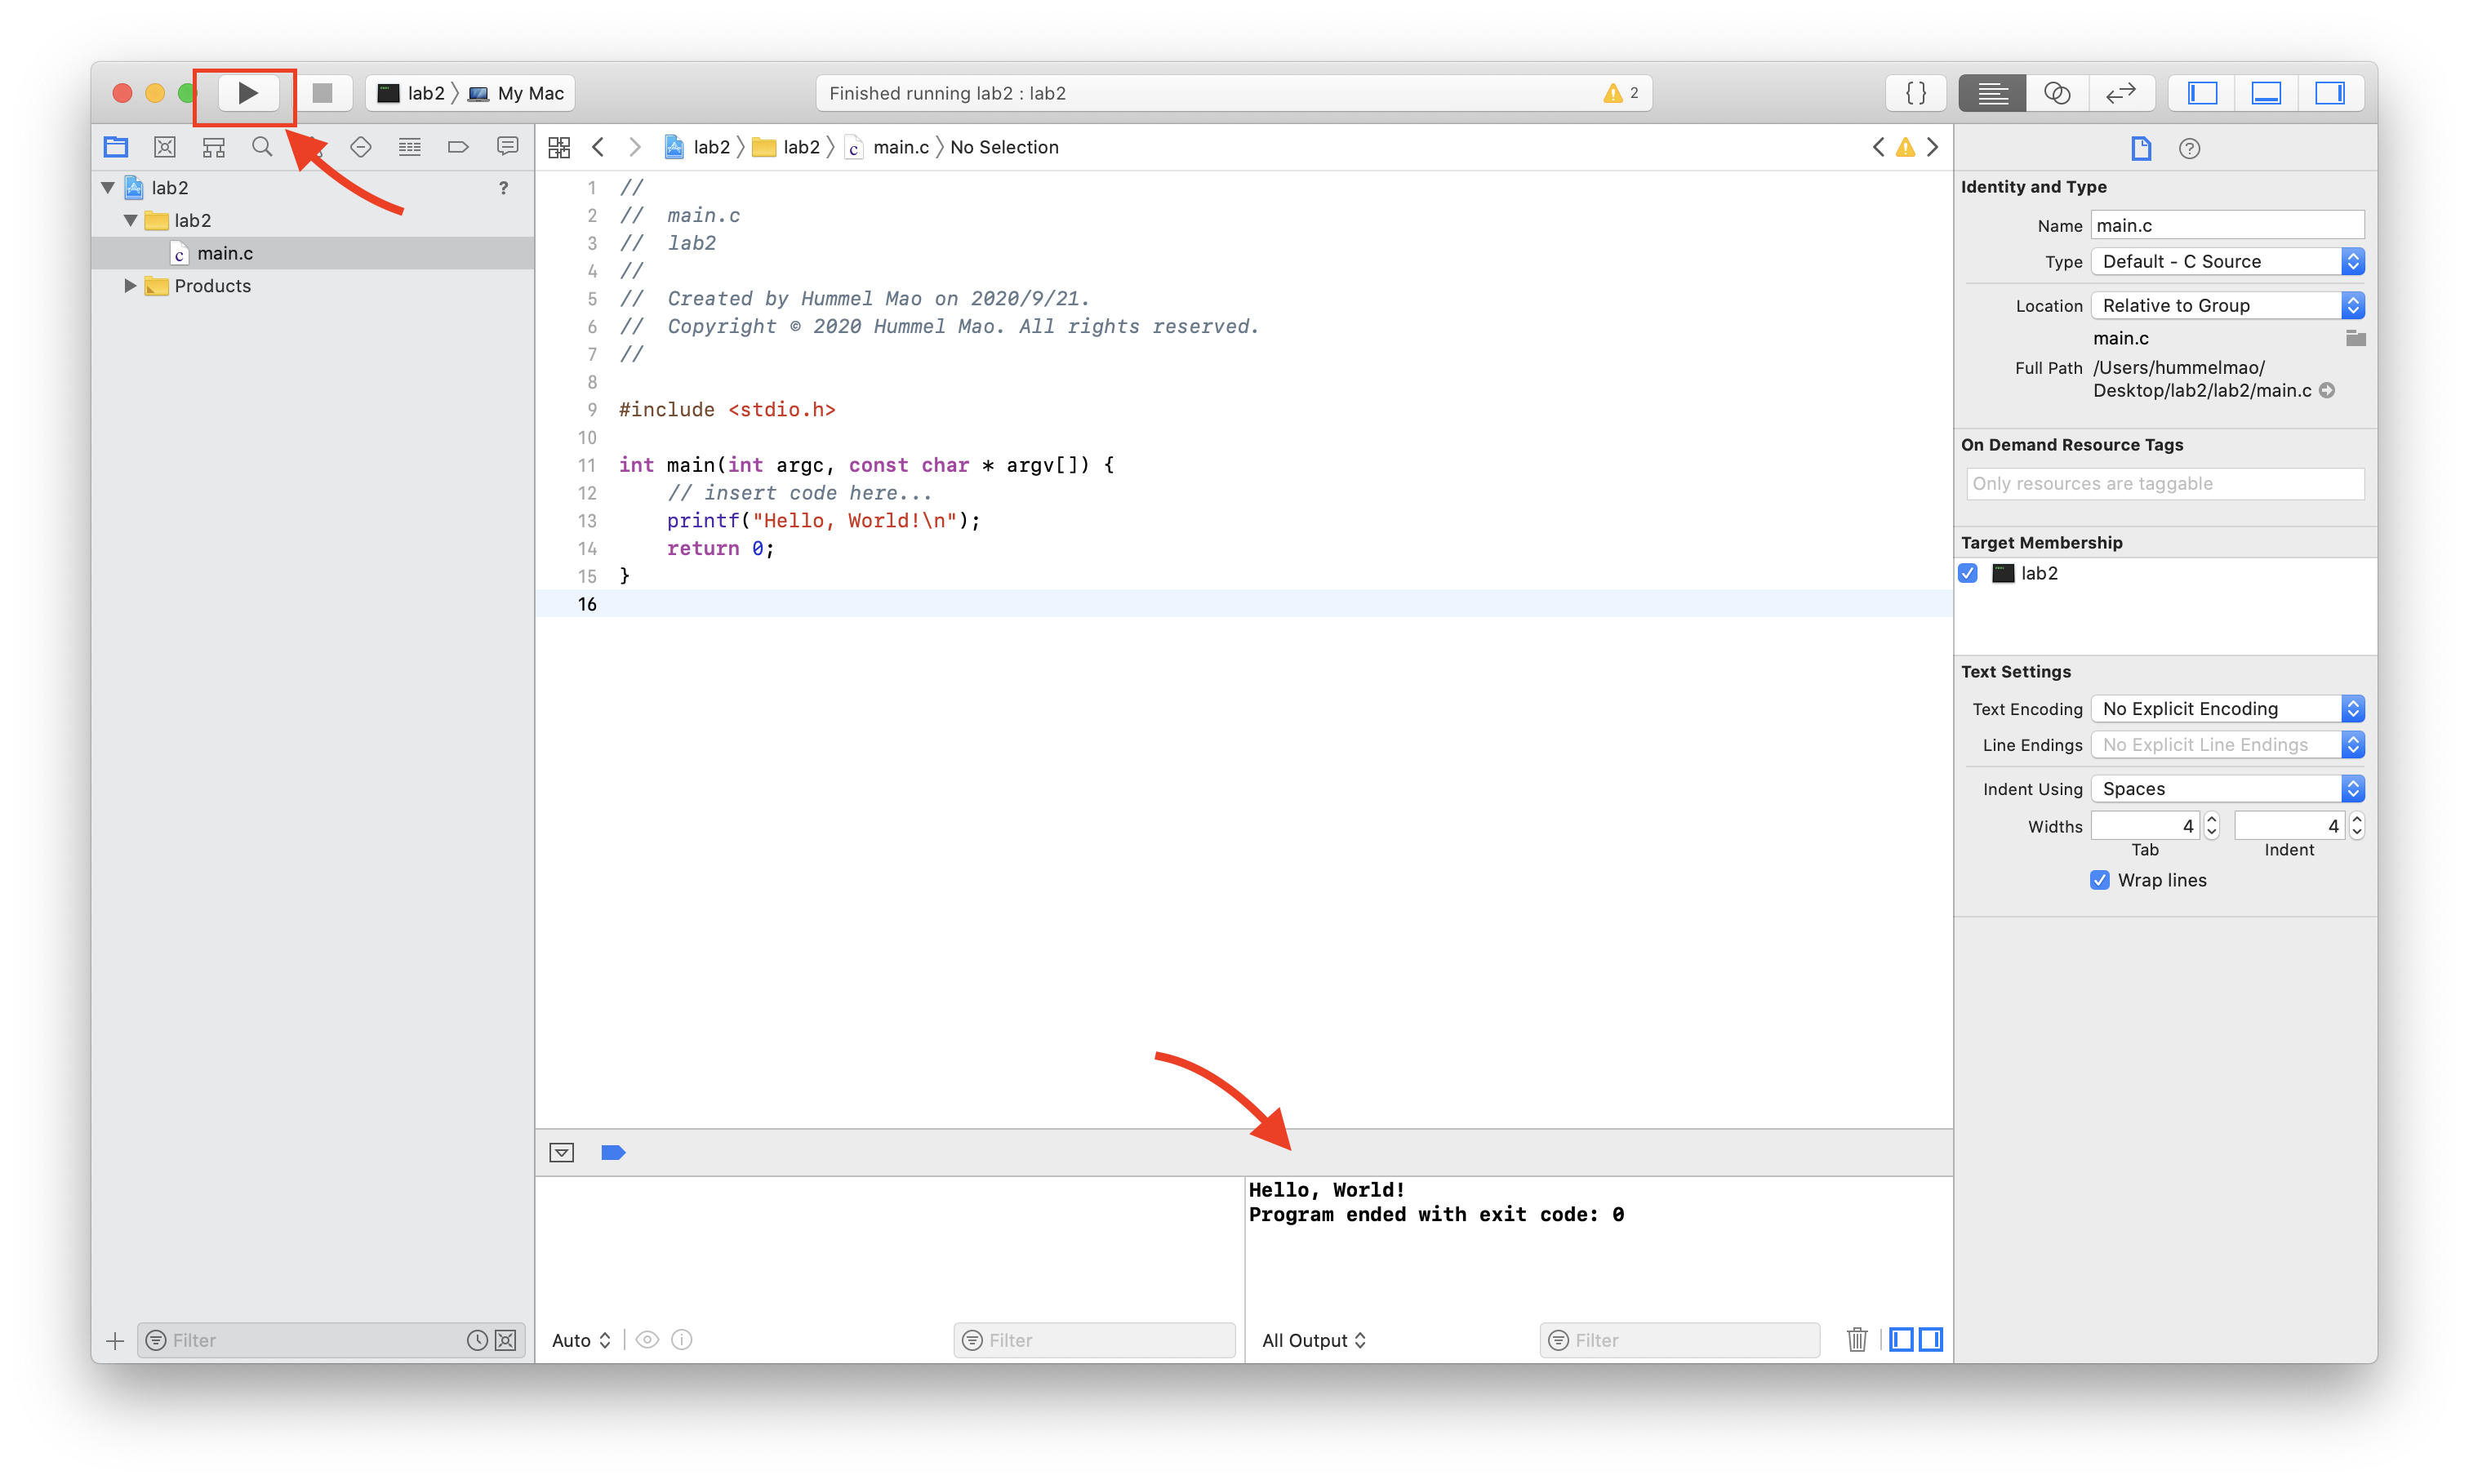 lab2 My Mac
Finished running lab2 : lab2
2
lab2 lab2 main.c No Selection
lab2 ?
lab2
main.c
Products
Filter
1 //
2 // main.c
3 // lab2
4 //
5 // Created by Hummel Mao on 2020/9/21.
6 // Copyright © 2020 Hummel Mao. All rights reserved.
7 //
8
9 #include <stdio.h>
10
11 int main(int argc, const char * argv[]) {
12 // insert code here...
13 printf("Hello, World!\n");
14 return 0;
15 }
16
Hello, World!
Program ended with exit code: 0
Auto
Filter
All Output
Filter
Identity and Type
Name main.c
Type Default - C Source
Location Relative to Group
main.c
Full Path /Users/hummelmao/
Desktop/lab2/lab2/main.c
On Demand Resource Tags
Only resources are taggable
Target Membership
lab2
Text Settings
Text Encoding No Explicit Encoding
Line Endings No Explicit Line Endings
Indent Using Spaces
Widths 4 4
Tab Indent
Wrap lines